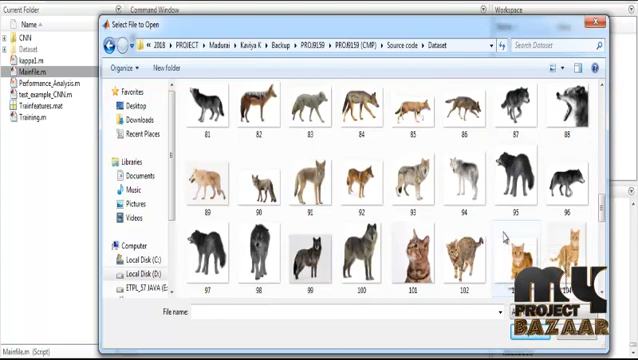 Current Folder
Command Window
Workspace
Name
CNN
Dataset
kappa1.m
MainFile.m
Performance_Analysis.m
test_example_CNN.m
Trainfeatures.mat
Training.m
MainFile.m (Script)
Select File to Open
« 2018 ▸ PROJECT ▸ Madurai ▸ Kaviya K ▸ Backup ▸ PROJ9159 ▸ PROJ9159 (CMP) ▸ Source code ▸ Dataset
Search Dataset
Organize
New folder
Favorites
Desktop
Downloads
Recent Places
Libraries
Documents
Music
Pictures
Videos
Computer
Local Disk (C:)
Local Disk (D:)
ETPL_57 JAVA (E:)
81 82 83 84 85 86 87 88
89 90 91 92 93 94 95 96
97 98 99 100 101 102 104
File name:
MY
PROJECT
BAZAAR